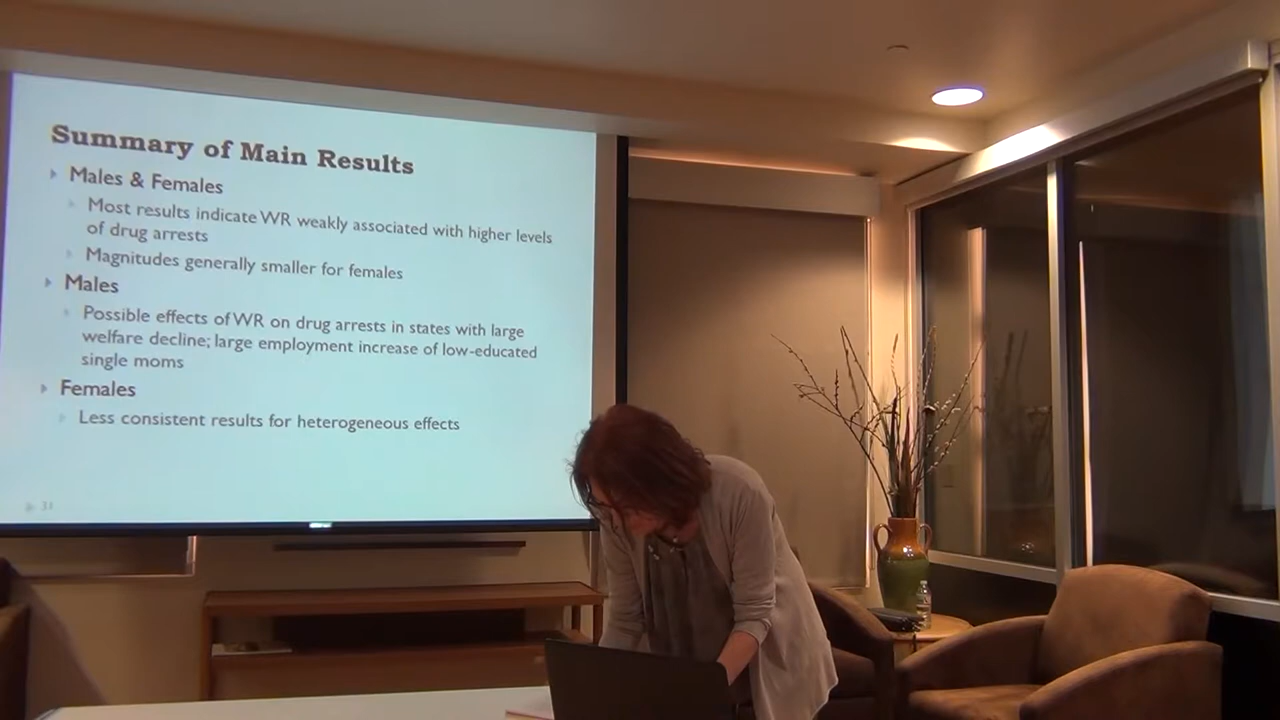 Summary of Main Results
Males & Females
Most results indicate WR weakly associated with higher levels
of drug arrests
Magnitudes generally smaller for females
Males
Possible effects of WR on drug arrests in states with large
welfare decline; large employment increase of low-educated
single moms
Females
Less consistent results for heterogeneous effects
31